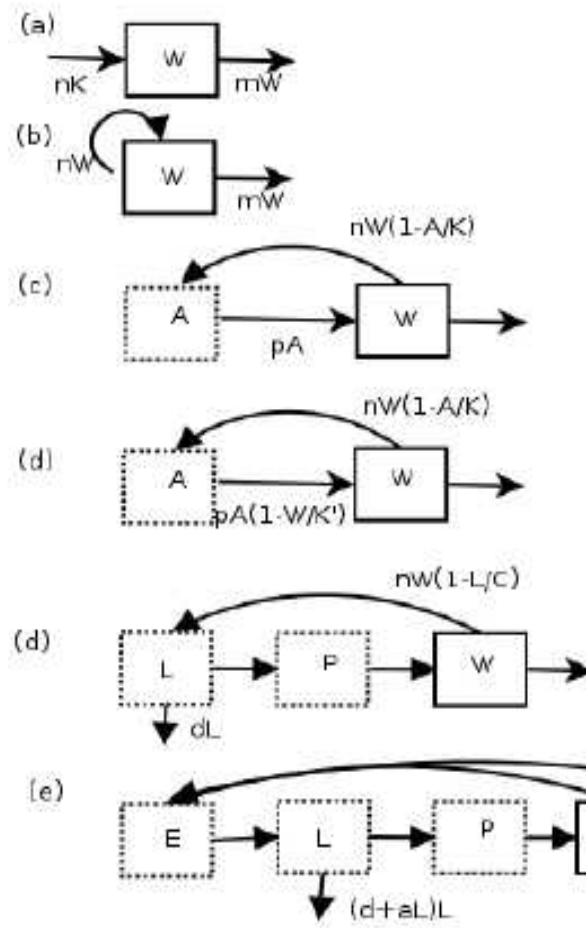 (a)
W
nK
mW
(b)
nW
W
mW
nW(1-A/K)
(c)
A
W
pA
nW(1-A/K)
(d)
A
W
pA(1-W/K')
nW(1-L/C)
(d)
L
P
W
dL
(e)
E
L
P
(d+aL)L